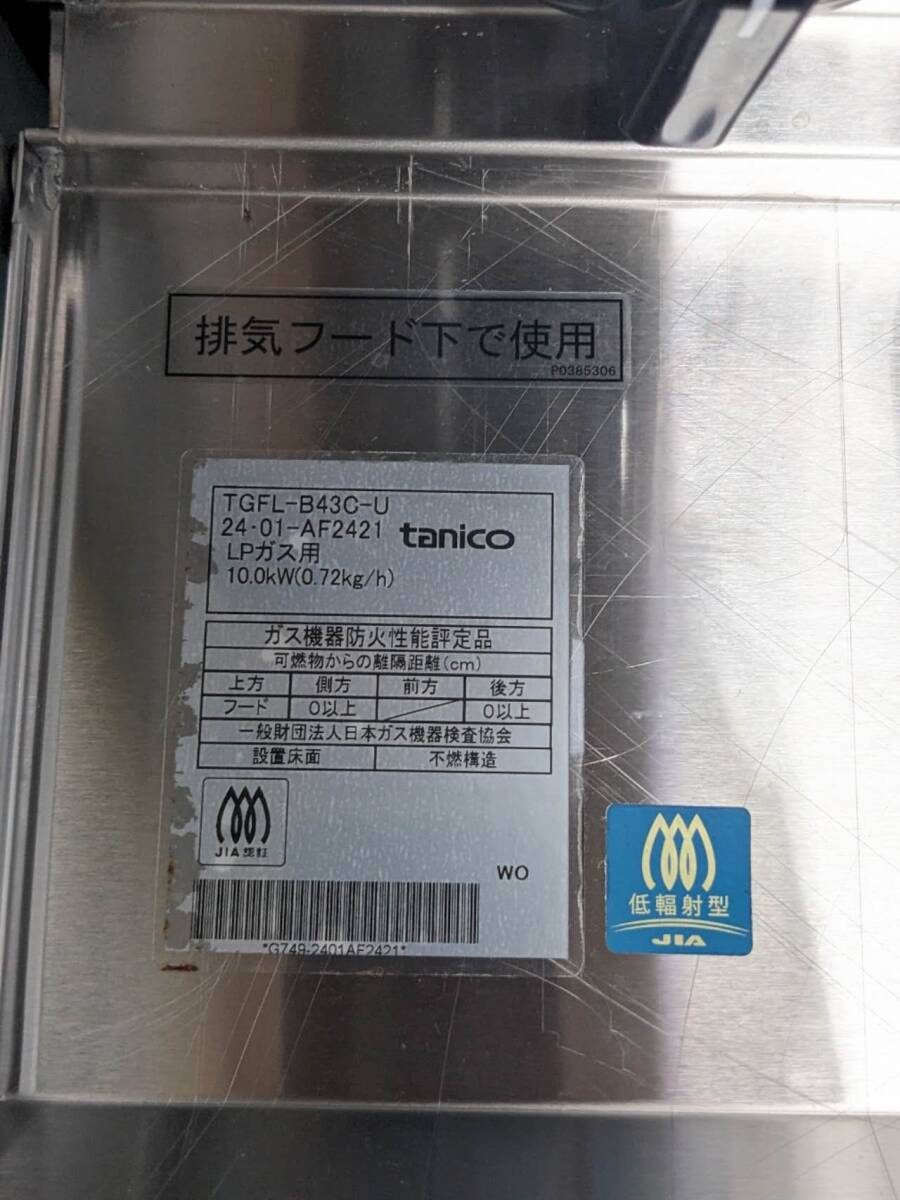 排気フード下で使用
P0385306
TGFL-B43C-U
24-01-AF2421
tanico
LPガス用
10.0kW(0.72kg/h)
ガス機器防火性能評定品
可燃物からの離隔距離(cm)
上方 側方 前方 後方
フード 0以上 0以上
一般財団法人日本ガス機器検査協会
設置床面 不燃構造
JIA 認証
WO
*G749-2401AF2421*
低輻射型
JIA